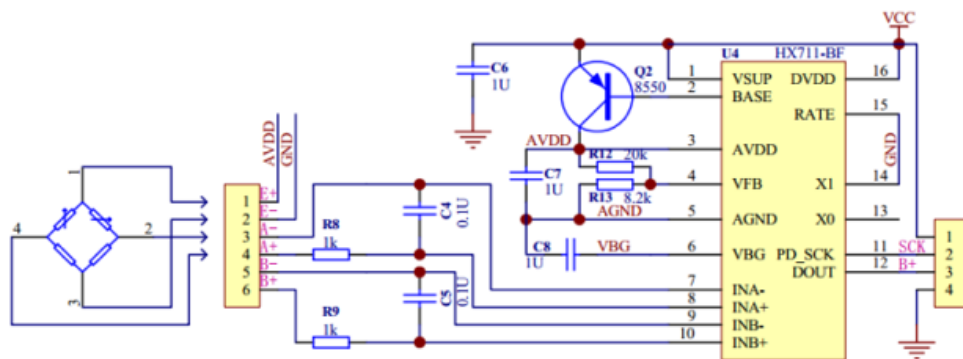 VCC
U4
HX711-BF
C6
1U
Q2
8550
1
VSUP
DVDD
16
2
BASE
RATE
15
AVDD
3
AVDD
GND
R12
20k
C7
1U
4
VFB
X1
14
R13
8.2k
AGND
5
AGND
X0
13
C8
1U
VBG
6
VBG
PD_SCK
11
SCK
DOUT
12
B+
7
INA-
8
INA+
9
INB-
10
INB+
1
2
3
4
AVDD
GND
1
2
3
4
1
E+
2
E-
3
A-
4
A+
5
B-
6
B+
R8
1k
C4
0.1U
C5
0.1U
R9
1k